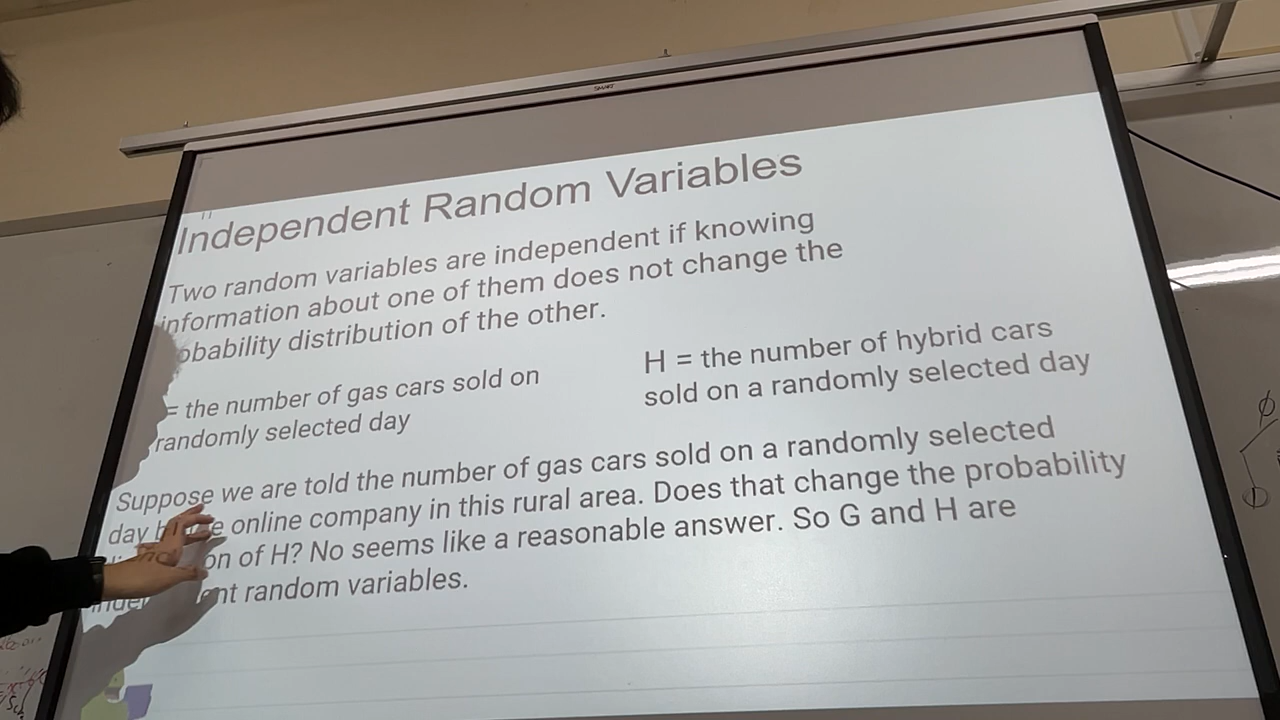 SMART
Independent Random Variables
Two random variables are independent if knowing
information about one of them does not change the
obability distribution of the other.
= the number of gas cars sold on
randomly selected day
H = the number of hybrid cars
sold on a randomly selected day
Suppose we are told the number of gas cars sold on a randomly selected
day online company in this rural area. Does that change the probability
on of H? No seems like a reasonable answer. So G and H are
nt random variables.